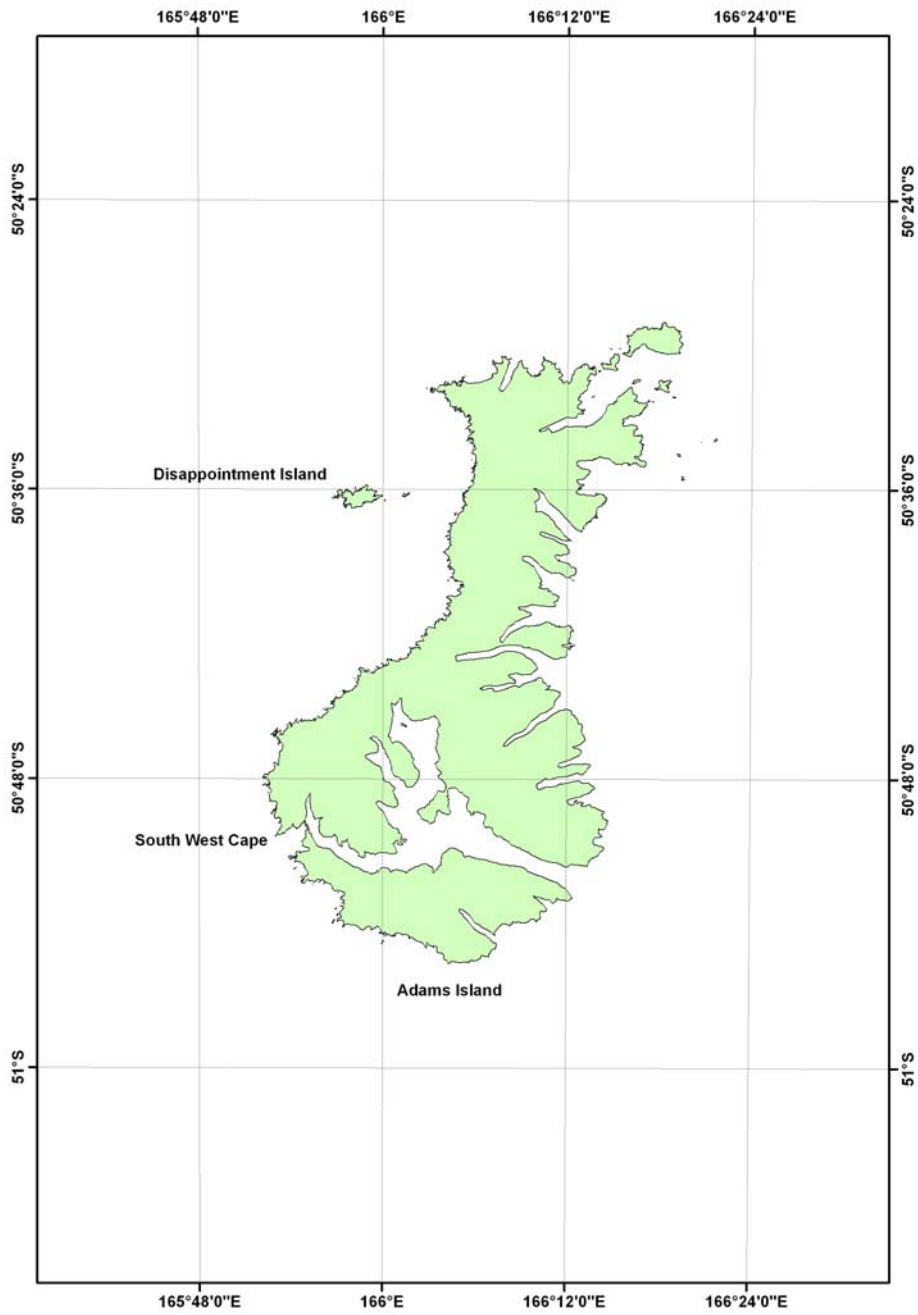 165°48'0"E 166°E 166°12'0"E 166°24'0"E
50°24'0"S 50°24'0"S
Disappointment Island
50°36'0"S 50°36'0"S
50°48'0"S 50°48'0"S
South West Cape
Adams Island
51°S 51°S
165°48'0"E 166°E 166°12'0"E 166°24'0"E